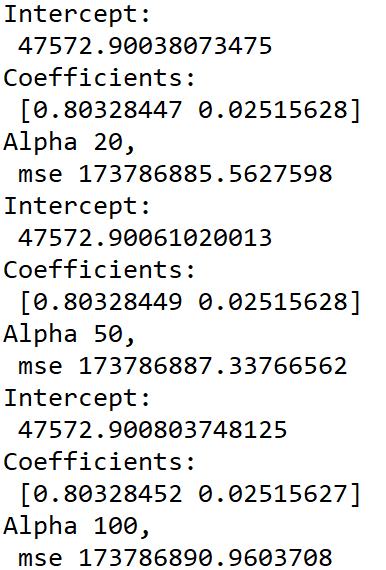 Intercept:
47572.90038073475
Coefficients:
[0.80328447 0.02515628]
Alpha 20,
mse 173786885.5627598
Intercept:
47572.90061020013
Coefficients:
[0.80328449 0.02515628]
Alpha 50,
mse 173786887.33766562
Intercept:
47572.900803748125
Coefficients:
[0.80328452 0.02515627]
Alpha 100,
mse 173786890.9603708